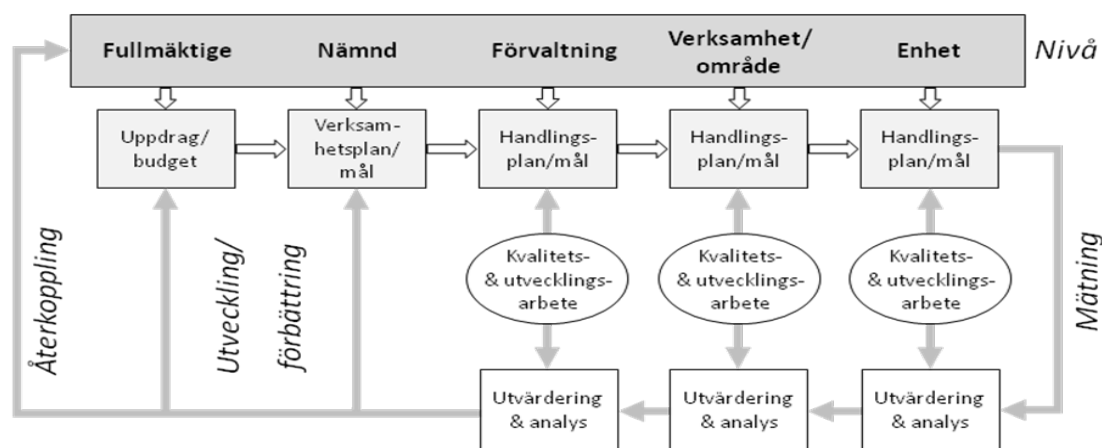 Fullmäktige
Nämnd
Förvaltning
Verksamhet/
område
Enhet
Nivå
Uppdrag/
budget
Verksam-
hetsplan/
mål
Handlings-
plan/mål
Handlings-
plan/mål
Handlings-
plan/mål
Återkoppling
Utveckling/
förbättring
Kvalitets-
& utvecklings-
arbete
Kvalitets-
& utvecklings-
arbete
Kvalitets-
& utvecklings-
arbete
Mätning
Utvärdering
& analys
Utvärdering
& analys
Utvärdering
& analys